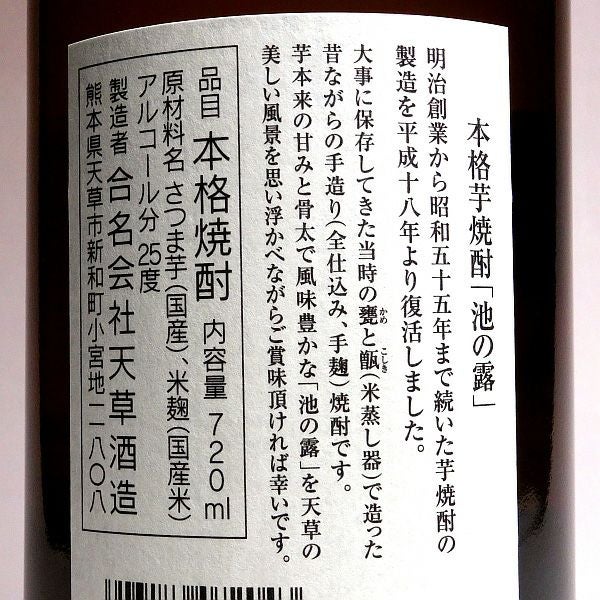 本格芋焼酎「池の露」
明治創業から昭和五十五年まで続いた芋焼酎の
製造を平成十八年より復活しました。
大事に保存してきた当時の甕(かめ)と甑(こしき)(米蒸し器)で造った
昔ながらの手造り(全仕込み、手麹)焼酎です。
芋本来の甘みと骨太で風味豊かな「池の露」を天草の
美しい風景を思い浮かべながらご賞味頂ければ幸いです。
品目 本格焼酎 内容量 720ml
原材料名 さつま芋(国産)、米麹(国産米)
アルコール分 25度
製造者 合名会社天草酒造
熊本県天草市新和町小宮地一一八〇八